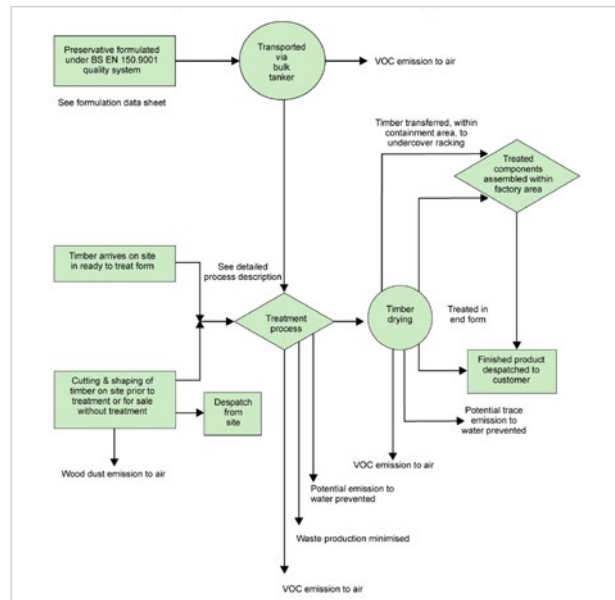 Preservative formulated
under BS EN 150.9001
quality system
See formulation data sheet
Transported
via
bulk
tanker
VOC emission to air
Timber transferred, within
containment area, to
undercover racking
Treated
components
assembled within
factory area
Timber arrives on site
in ready to treat form
See detailed
process description
Treatment
process
Timber
drying
Treated in
end form
Finished product
despatched to
customer
Cutting & shaping of
timber on site prior to
treatment or for sale
without treatment
Despatch
from
site
Potential trace
emission to
water prevented
Wood dust emission to air
VOC emission to air
Potential emission to
water prevented
Waste production minimised
VOC emission to air